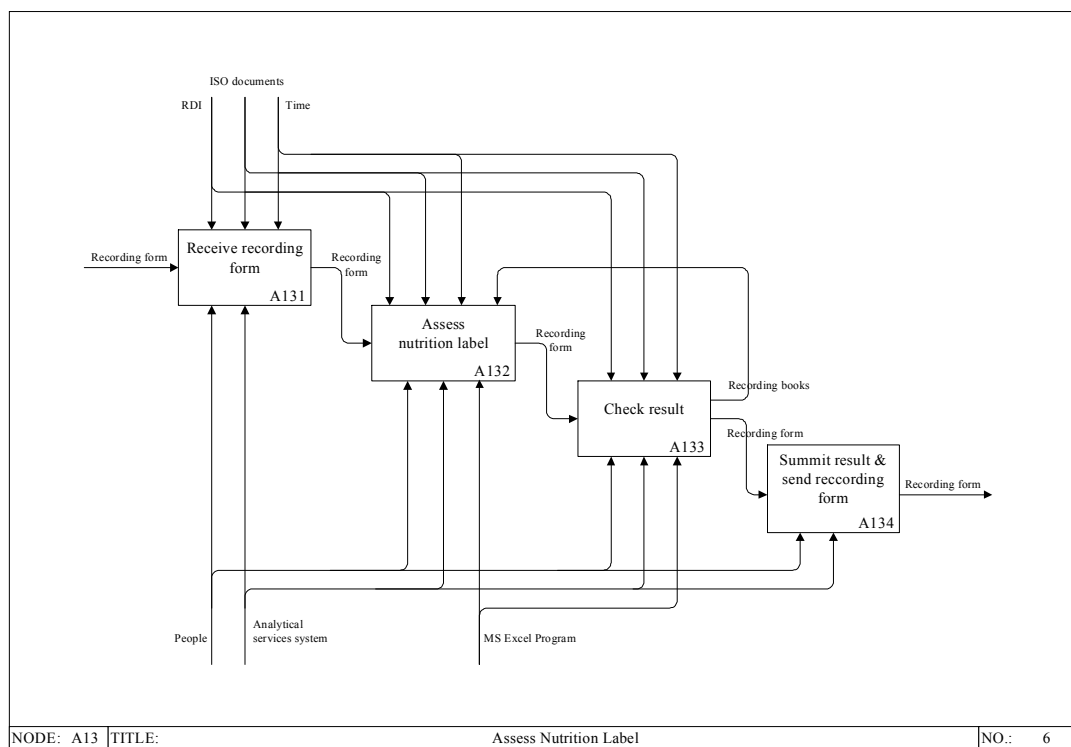 ISO documents
RDI
Time
Recording form
Receive recording
form
A131
Recording
form
Assess
nutrition label
A132
Recording
form
Check result
A133
Recording books
Recording form
Summit result &
send reccording
form
A134
Recording form
People
Analytical
services system
MS Excel Program
NODE: A13
TITLE:
Assess Nutrition Label
NO.: 6